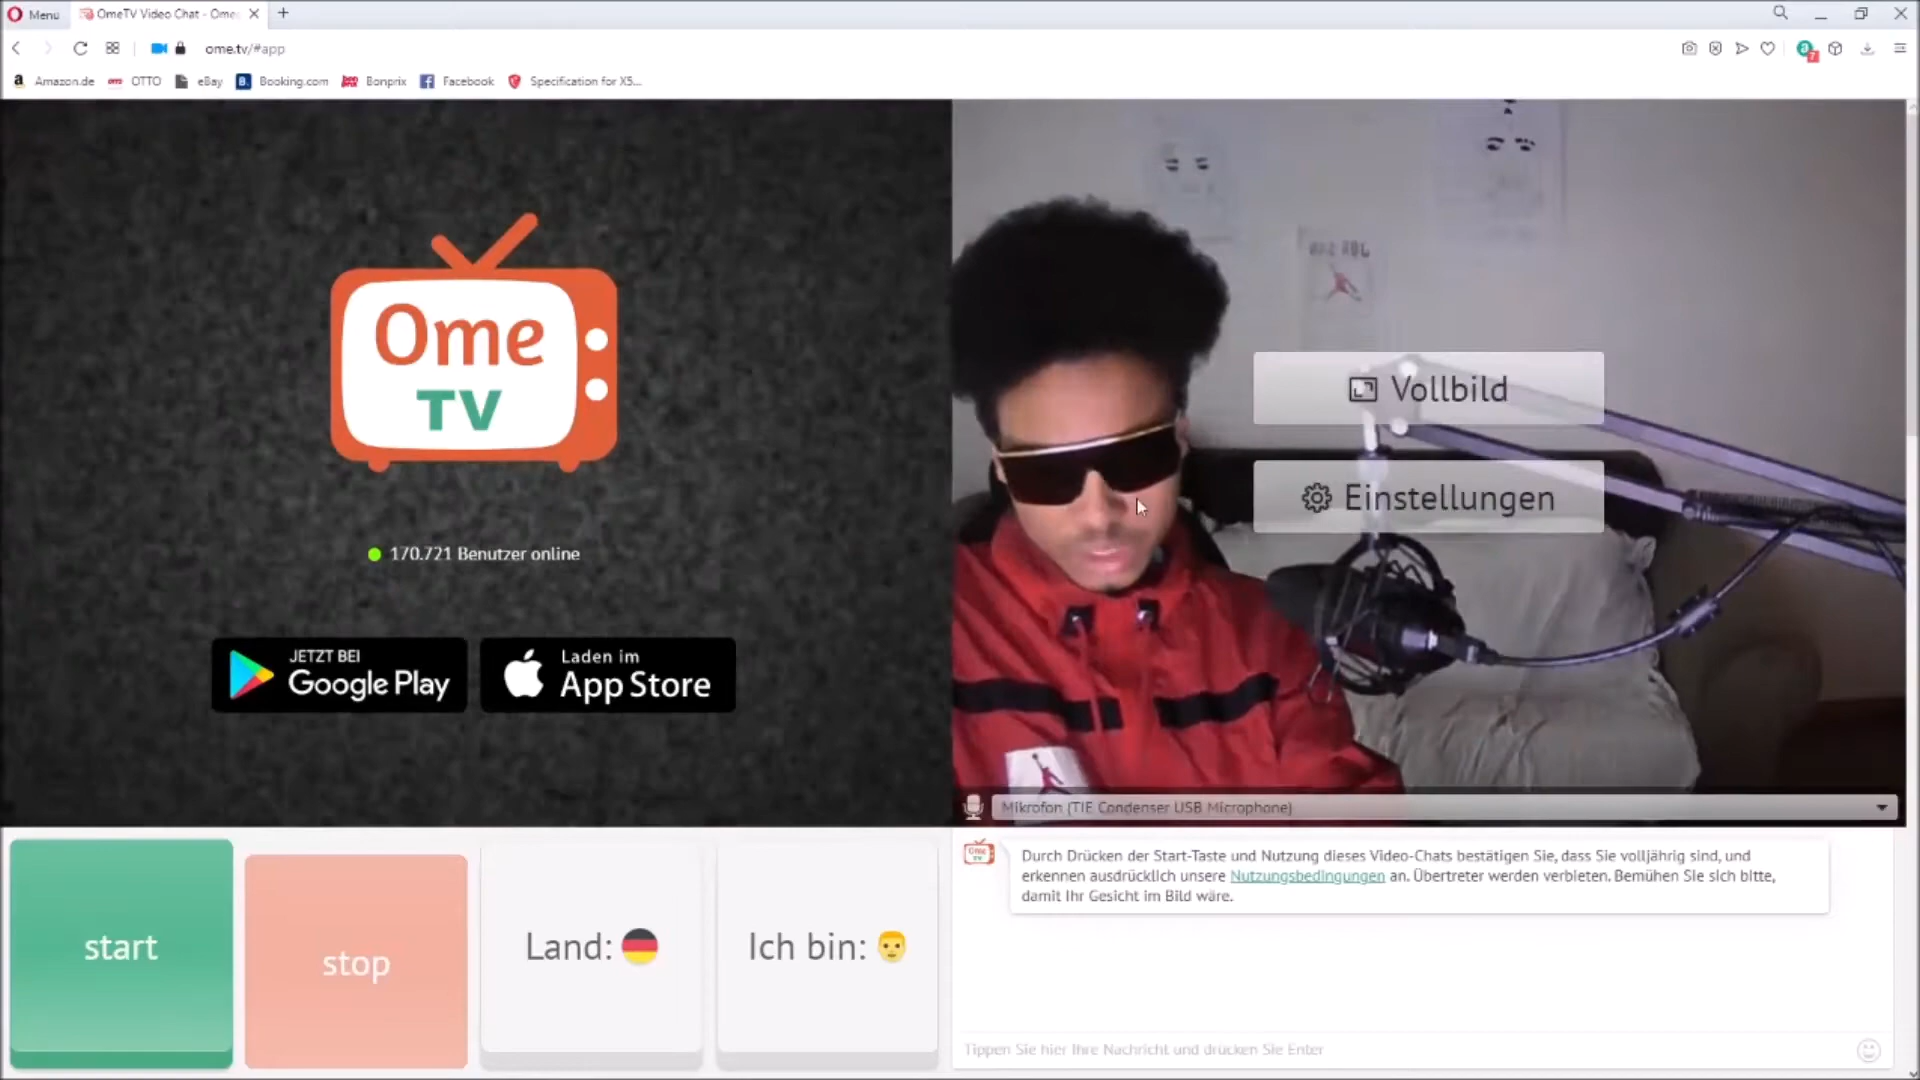 Menü
OmeTV Video Chat - Ome
ome.tv/#app
Amazon.de
OTTO
eBay
Booking.com
Bonprix
Facebook
Specification for X5...
Ome
TV
170.721 Benutzer online
JETZT BEI
Google Play
Laden im
App Store
Vollbild
Einstellungen
Mikrofon (TIE Condenser USB Microphone)
start
stop
Land:
Ich bin:
Durch Drücken der Start-Taste und Nutzung dieses Video-Chats bestätigen Sie, dass Sie volljährig sind, und
erkennen ausdrücklich unsere Nutzungsbedingungen an. Übertreter werden verbieten. Bemühen Sie sich bitte,
damit Ihr Gesicht im Bild wäre.
Tippen Sie hier Ihre Nachricht und drücken Sie Enter